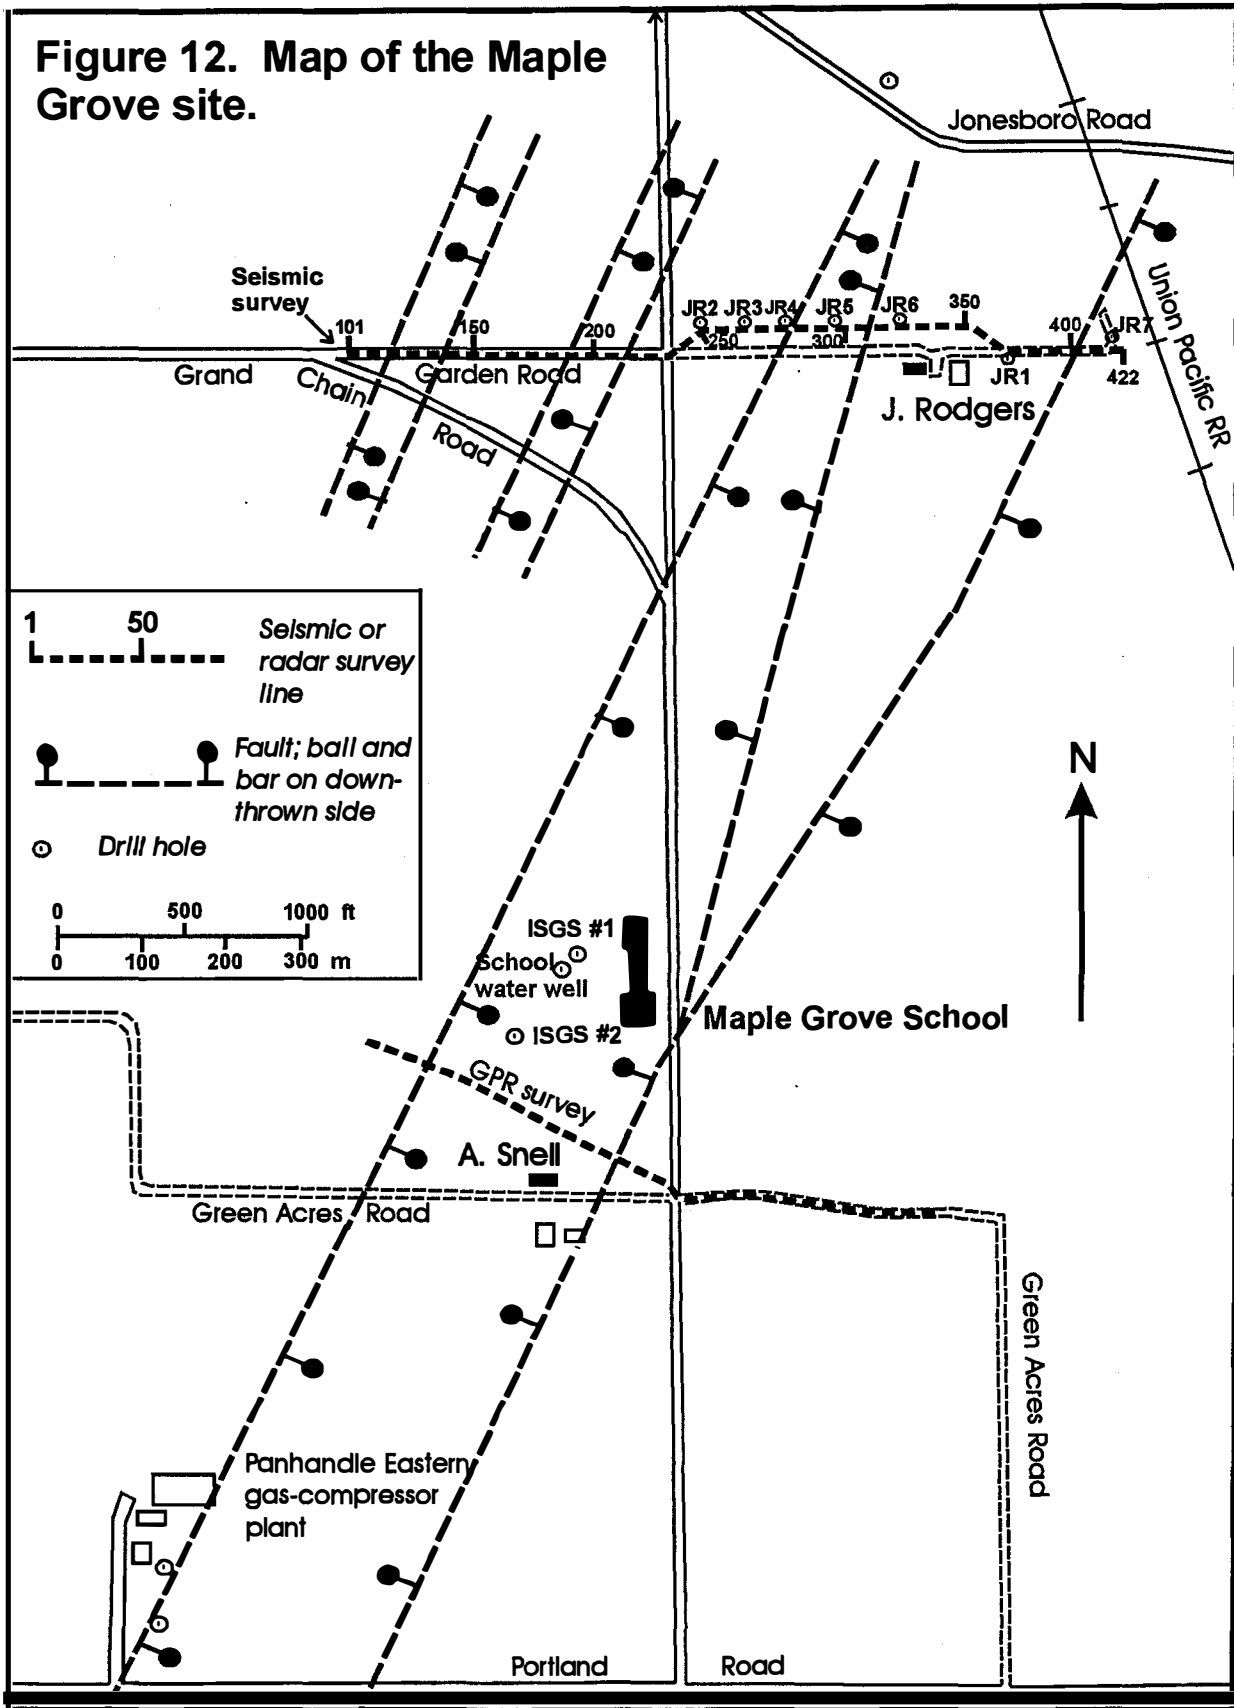 Figure 12. Map of the Maple
Grove site.
Jonesboro Road
Union Pacific RR
Seismic
survey
101
150
200
250
300
350
400
422
JR2
JR3
JR4
JR5
JR6
JR7
JR1
Grand
Chain
Road
Garden Road
J. Rodgers
1
50
Seismic or
radar survey
line
Fault; ball and
bar on down-
thrown side
Drill hole
0
500
1000 ft
0
100
200
300 m
N
ISGS #1
School
water well
ISGS #2
Maple Grove School
GPR survey
A. Snell
Green Acres Road
Green Acres Road
Panhandle Eastern
gas-compressor
plant
Portland Road